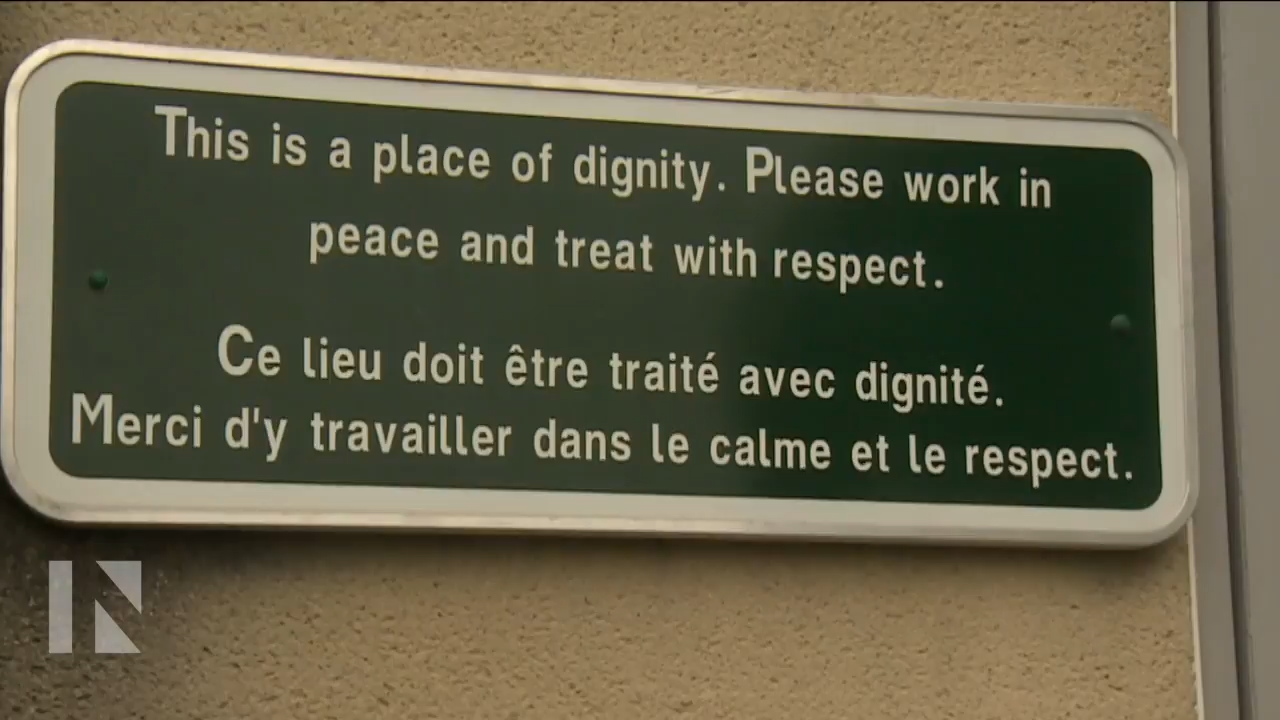 This is a place of dignity. Please work in
peace and treat with respect.
Ce lieu doit être traité avec dignité.
Merci d'y travailler dans le calme et le respect.
IN